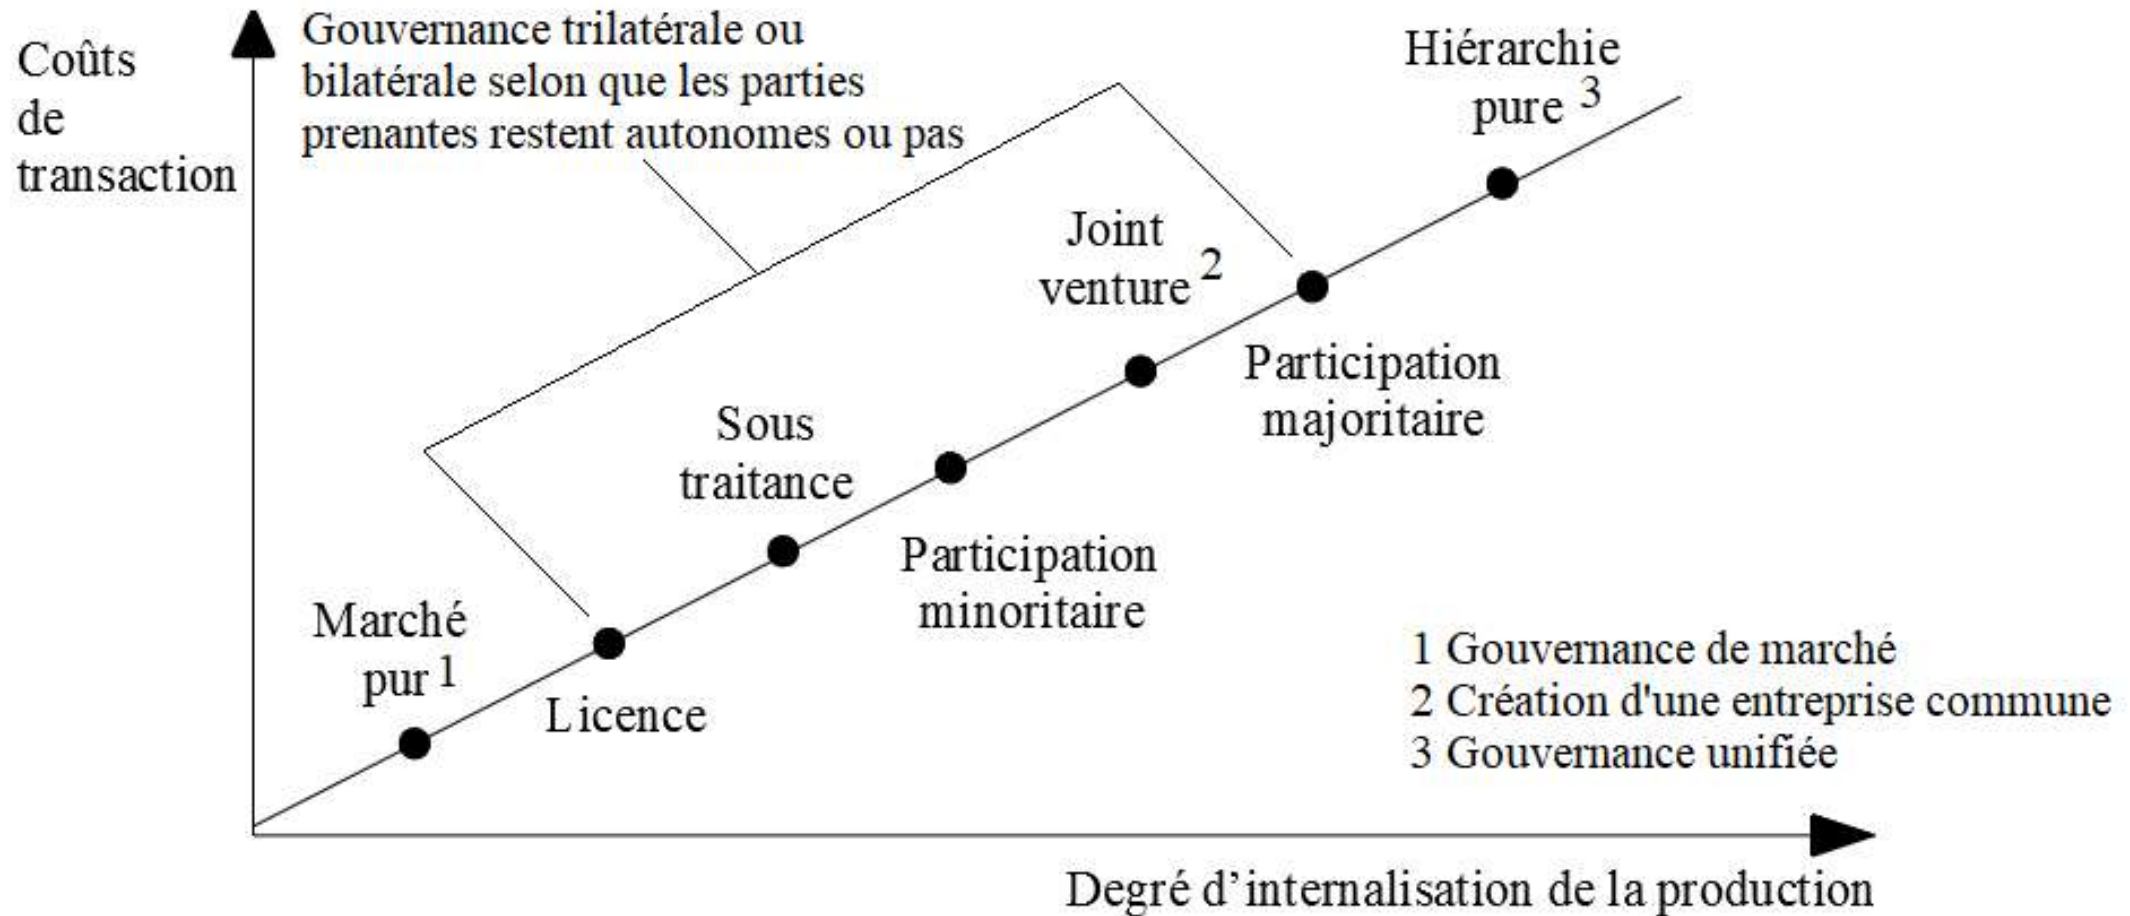 Coûts
de
transaction
Gouvernance trilatérale ou
bilatérale selon que les parties
prenantes restent autonomes ou pas
Hiérarchie
pure 3
Joint
venture 2
Participation
majoritaire
Sous
traitance
Participation
minoritaire
Marché
pur 1
Licence
1 Gouvernance de marché
2 Création d'une entreprise commune
3 Gouvernance unifiée
Degré d’internalisation de la production